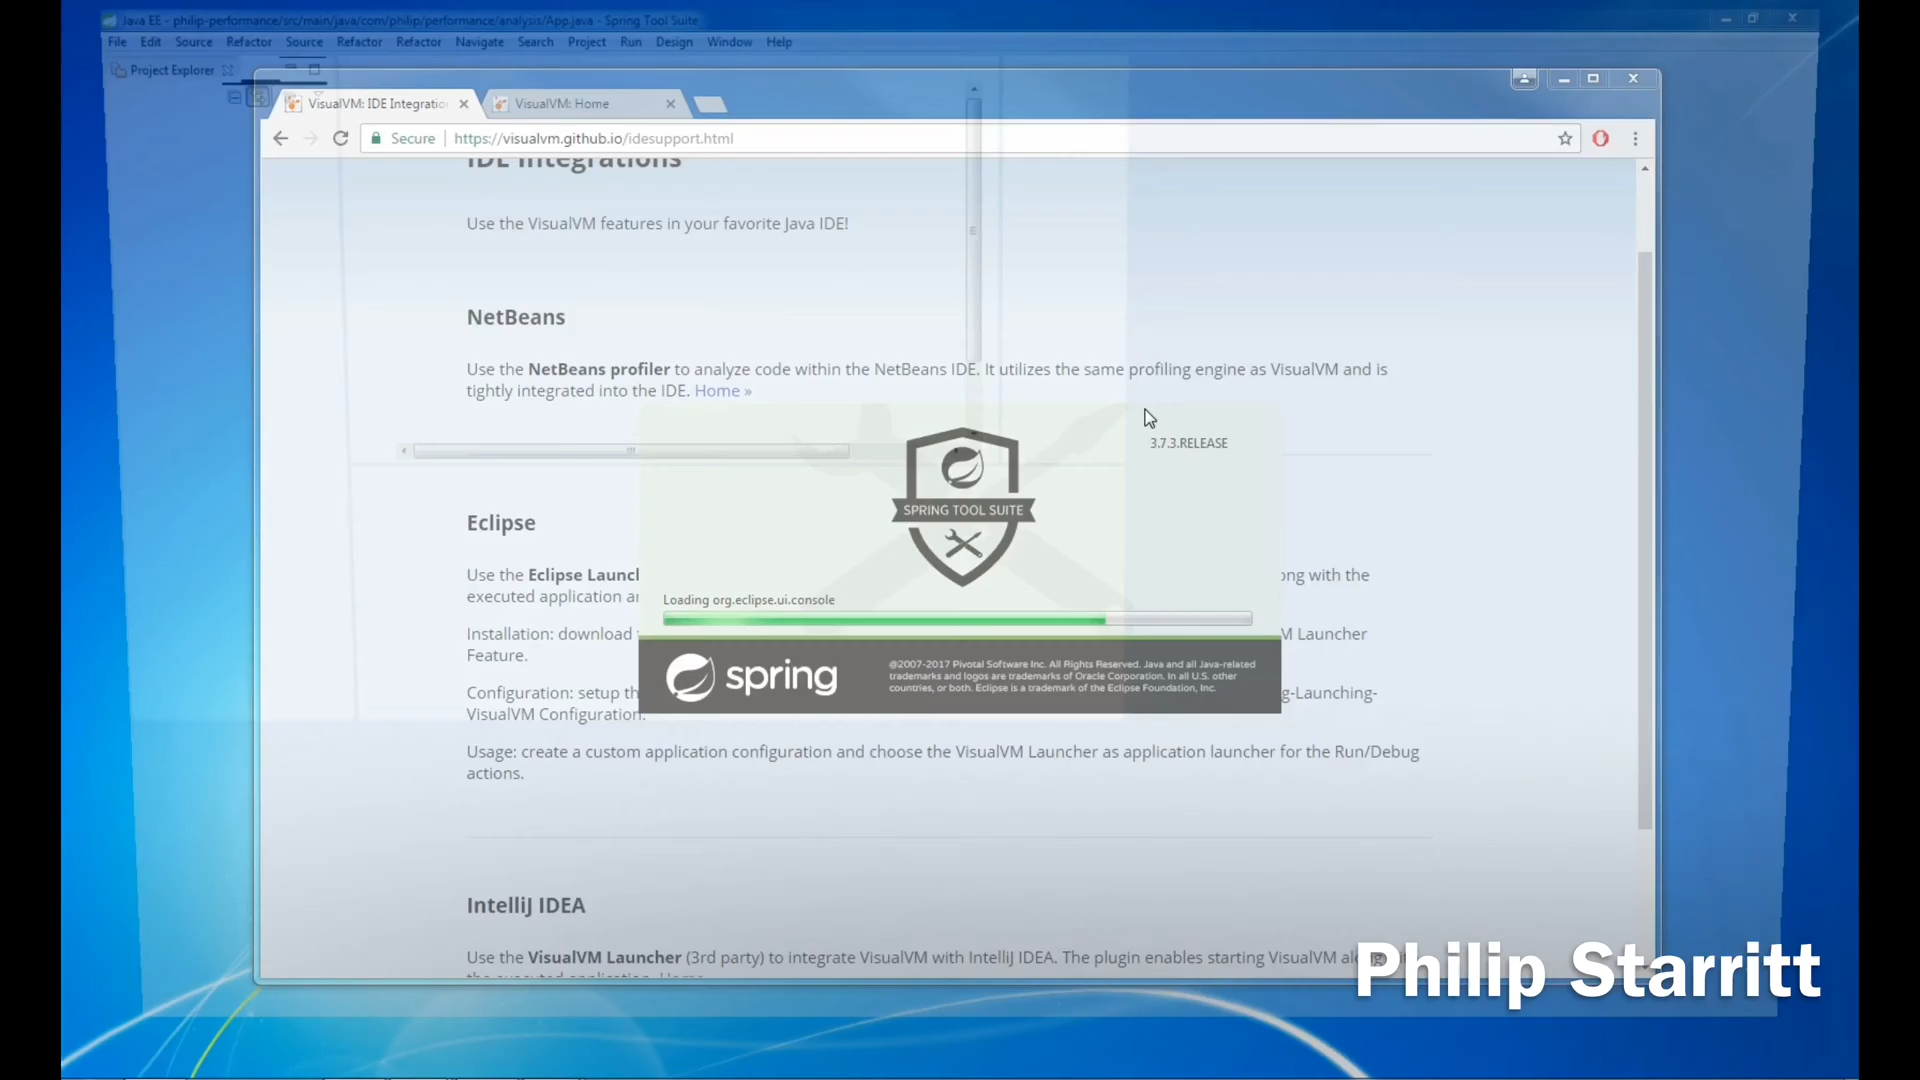 Java EE - philip-performance/src/main/java/com/philip/performance/analysis/App.java - Spring Tool Suite
File Edit Source Refactor Source Refactor Refactor Navigate Search Project Run Design Window Help
Project Explorer
VisualVM: IDE Integratio
VisualVM: Home
Secure https://visualvm.github.io/idesupport.html
IDE Integrations
Use the VisualVM features in your favorite Java IDE!
NetBeans
Use the NetBeans profiler to analyze code within the NetBeans IDE. It utilizes the same profiling engine as VisualVM and is
tightly integrated into the IDE. Home »
3.7.3.RELEASE
SPRING TOOL SUITE
Eclipse
Use the Eclipse Launch ong with the
executed application an
Loading org.eclipse.ui.console
Installation: download M Launcher
Feature.
spring
@2007-2017 Pivotal Software Inc. All Rights Reserved. Java and all Java-related
trademarks and logos are trademarks of Oracle Corporation. In all U.S. other
countries, or both. Eclipse is a trademark of the Eclipse Foundation, Inc.
Configuration: setup th g-Launching-
VisualVM Configuration.
Usage: create a custom application configuration and choose the VisualVM Launcher as application launcher for the Run/Debug
actions.
IntelliJ IDEA
Use the VisualVM Launcher (3rd party) to integrate VisualVM with IntelliJ IDEA. The plugin enables starting VisualVM
the executed application. Home
Philip Starritt